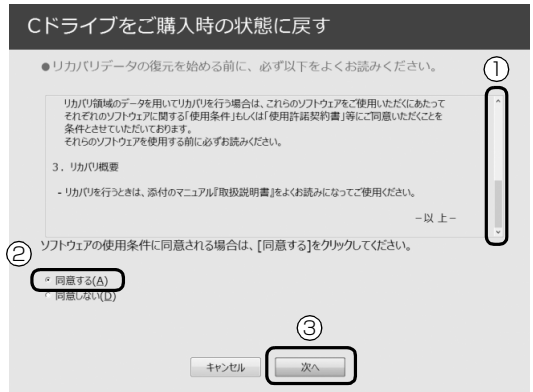 Cドライブをご購入時の状態に戻す
●リカバリデータの復元を始める前に、必ず以下をよくお読みください。
①
リカバリ領域のデータを用いてリカバリを行う場合は、これらのソフトウェアをご使用いただくにあたって
それぞれのソフトウェアに関する「使用条件」もしくは「使用許諾契約書」等にご同意いただくことを
条件とさせていただいております。
それらのソフトウェアを使用する前に必ずお読みください。
3．リカバリ概要
- リカバリを行うときは、添付のマニュアル『取扱説明書』をよくお読みになってご使用ください。
－以 上－
ソフトウェアの使用条件に同意される場合は、[同意する]をクリックしてください。
②
同意する(A)
同意しない(D)
③
キャンセル
次へ